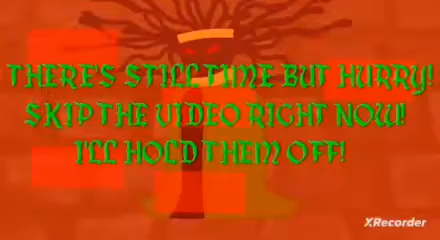 THERE'S STILL TIME BUT HURRY!
SKIP THE VIDEO RIGHT NOW!
I'LL HOLD THEM OFF!
XRecorder